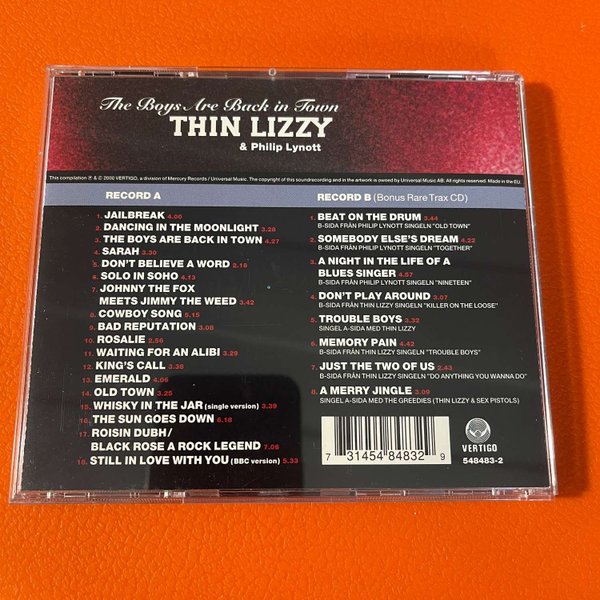 The Boys Are Back in Town
THIN LIZZY
& Philip Lynott
This compilation ℗ & © 2000 VERTIGO, a division of Mercury Records / Universal Music. The copyright of this soundrecording and in the artwork is owned by Universal Music AB. All rights reserved. Made in the EU.
RECORD A
1. JAILBREAK 4.00
2. DANCING IN THE MOONLIGHT 3.28
3. THE BOYS ARE BACK IN TOWN 4.27
4. SARAH 3.30
5. DON'T BELIEVE A WORD 2.18
6. SOLO IN SOHO 4.13
7. JOHNNY THE FOX
MEETS JIMMY THE WEED 3.42
8. COWBOY SONG 5.15
9. BAD REPUTATION 3.08
10. ROSALIE 2.56
11. WAITING FOR AN ALIBI 3.29
12. KING'S CALL 3.36
13. EMERALD 4.06
14. OLD TOWN 3.25
15. WHISKY IN THE JAR (single version) 3.39
16. THE SUN GOES DOWN 6.18
17. ROISIN DUBH/
BLACK ROSE A ROCK LEGEND 7.06
18. STILL IN LOVE WITH YOU (BBC version) 5.33
RECORD B (Bonus Rare Trax CD)
1. BEAT ON THE DRUM 3.44
B-SIDA FRÅN PHILIP LYNOTT SINGELN "OLD TOWN"
2. SOMEBODY ELSE'S DREAM 4.22
B-SIDA FRÅN PHILIP LYNOTT SINGELN "TOGETHER"
3. A NIGHT IN THE LIFE OF A
BLUES SINGER 4.57
B-SIDA FRÅN PHILIP LYNOTT SINGELN "NINETEEN"
4. DON'T PLAY AROUND 3.07
B-SIDA FRÅN THIN LIZZY SINGELN "KILLER ON THE LOOSE"
5. TROUBLE BOYS 3.32
SINGEL A-SIDA MED THIN LIZZY
6. MEMORY PAIN 4.42
B-SIDA FRÅN THIN LIZZY SINGELN "TROUBLE BOYS"
7. JUST THE TWO OF US 2.43
B-SIDA FRÅN THIN LIZZY SINGELN "DO ANYTHING YOU WANNA DO"
8. A MERRY JINGLE 3.09
SINGEL A-SIDA MED THE GREEDIES (THIN LIZZY & SEX PISTOLS)
7 31454 84832 9
VERTIGO
548483-2